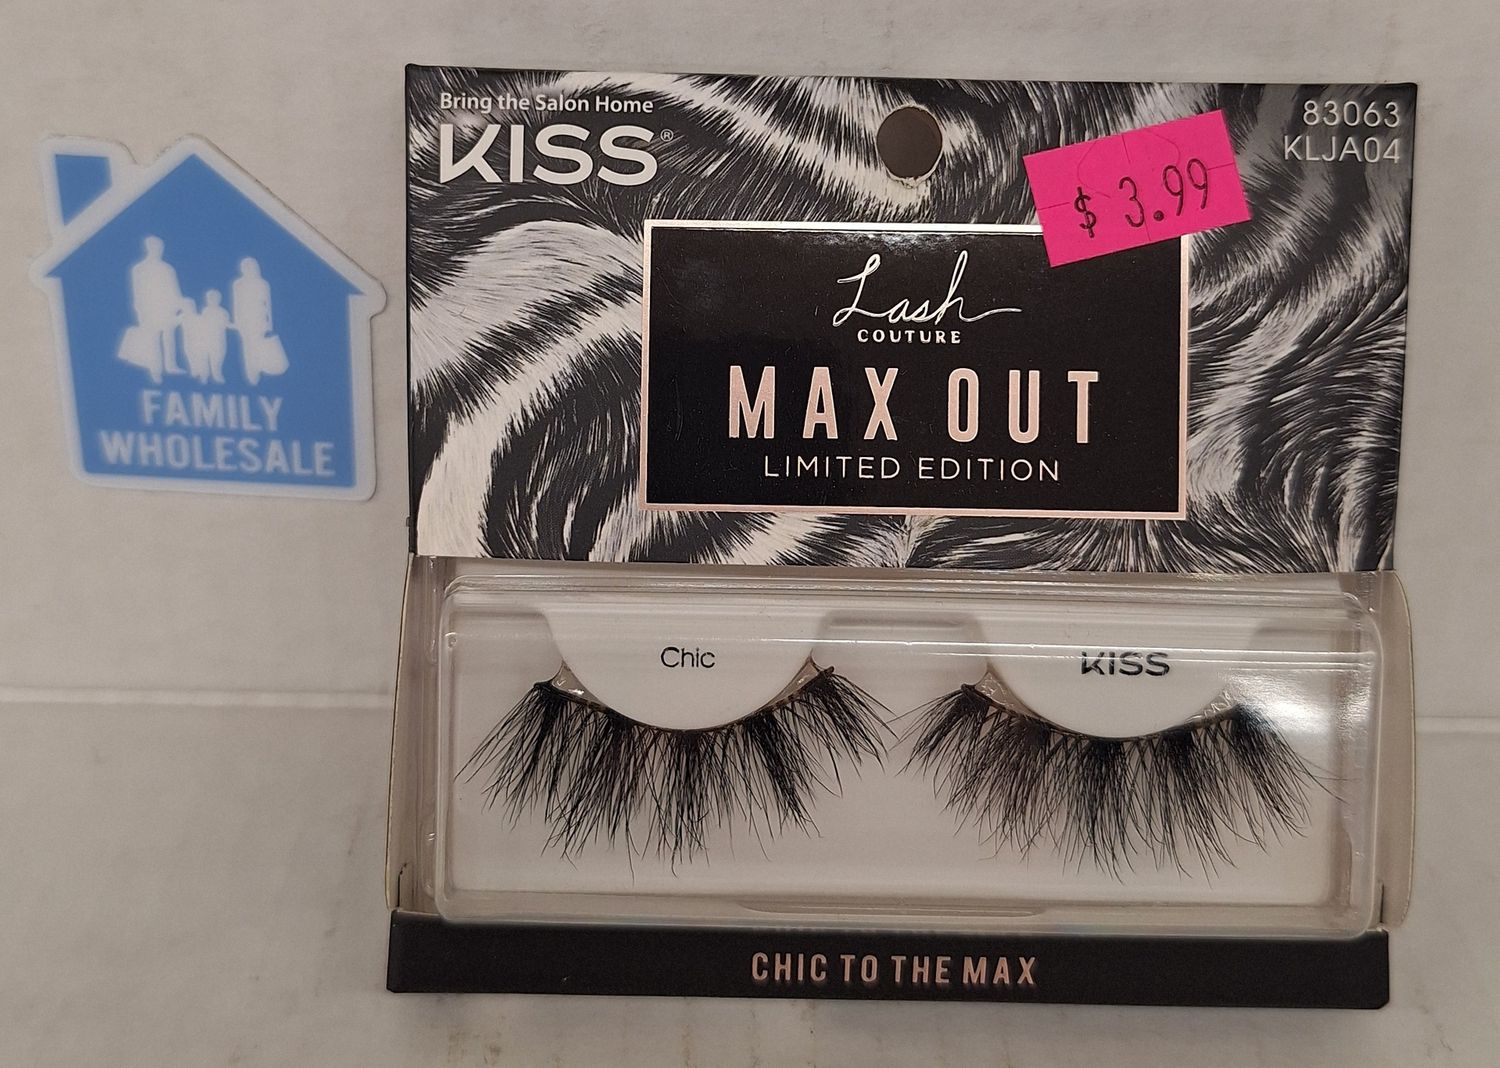 FAMILY
WHOLESALE
Bring the Salon Home
KISS®
83063
KLJA04
$ 3.99
Lash
COUTURE
MAX OUT
LIMITED EDITION
Chic
KISS
CHIC TO THE MAX